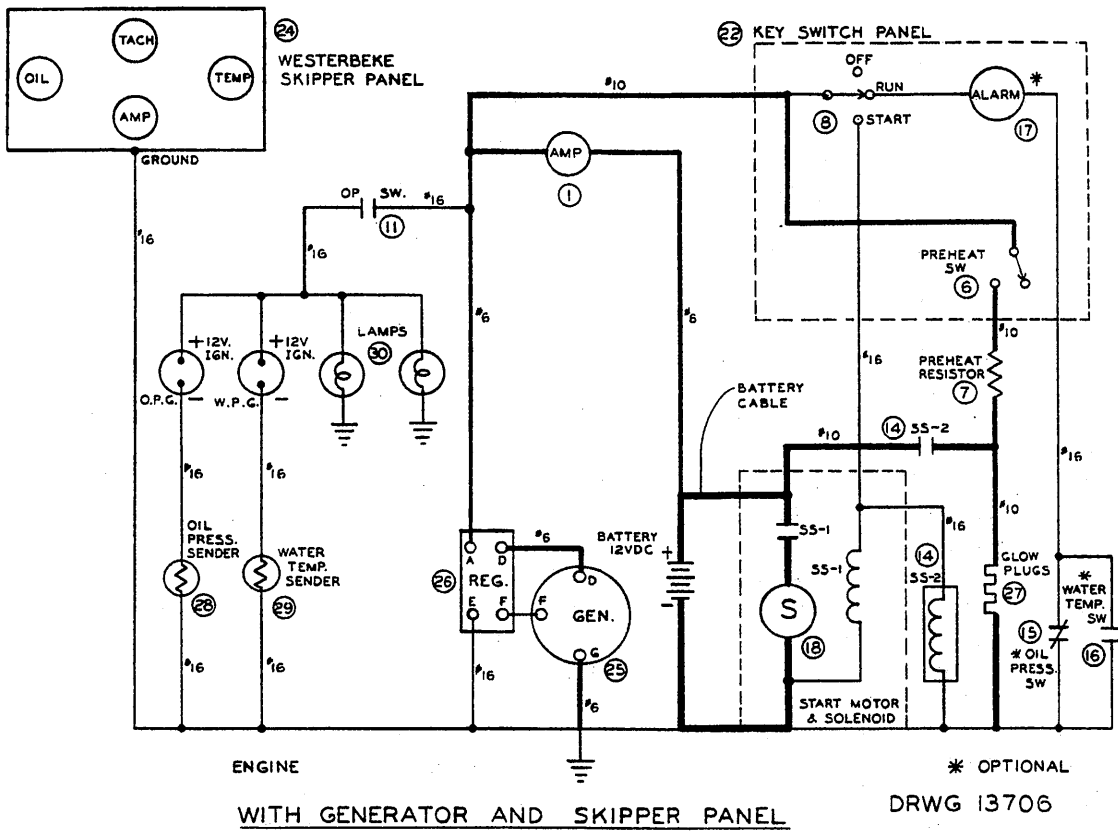 24
WESTERBEKE
SKIPPER PANEL
TACH
OIL
TEMP
AMP
GROUND
22 KEY SWITCH PANEL
OFF
RUN
8
START
ALARM
*
17
#10
AMP
1
OP. SW.
#16
11
#16
#16
PREHEAT
SW
6
#10
#6
#6
#16
+12V.
IGN.
+12V
IGN.
LAMPS
30
O.P.G. −
W.P.G. −
PREHEAT
RESISTOR
7
BATTERY
CABLE
#10
14 SS-2
#16
#16
#16
OIL
PRESS.
SENDER
28
WATER
TEMP.
SENDER
29
#6
A D
26 REG.
E F
F
D
GEN.
G
25
BATTERY +
12VDC
−
SS-1
SS-1
S
18
#16
14
SS-2
#10
GLOW
PLUGS
27
*
WATER
TEMP.
SW
15
16
* OIL
PRESS.
SW
#16
#16
#16
#6
START MOTOR
& SOLENOID
ENGINE
* OPTIONAL
WITH GENERATOR AND SKIPPER PANEL
DRWG 13706